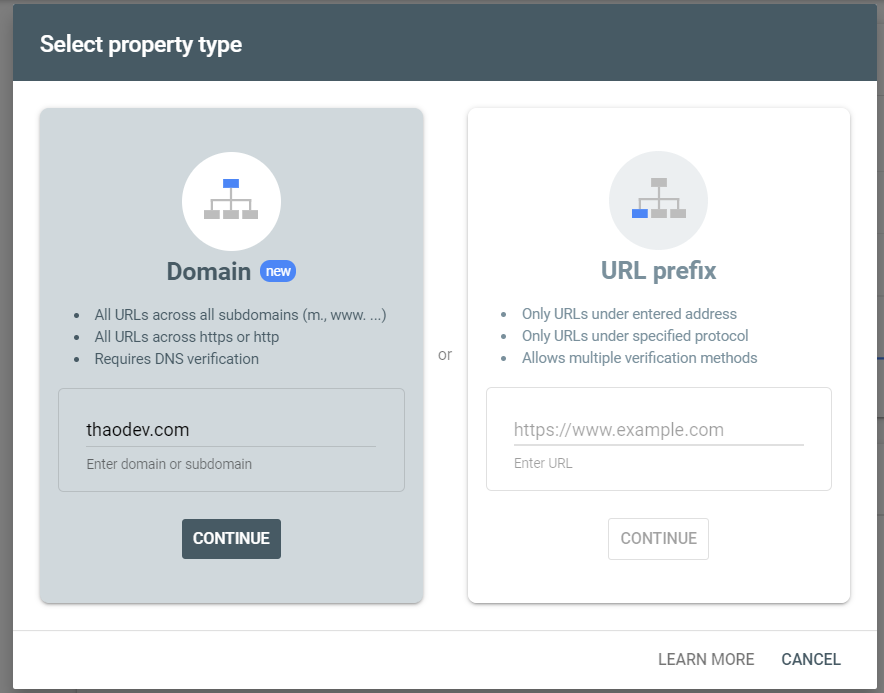 Select property type
Domain new
All URLs across all subdomains (m., www. ...)
All URLs across https or http
Requires DNS verification
thaodev.com
Enter domain or subdomain
CONTINUE
or
URL prefix
Only URLs under entered address
Only URLs under specified protocol
Allows multiple verification methods
https://www.example.com
Enter URL
CONTINUE
LEARN MORE CANCEL